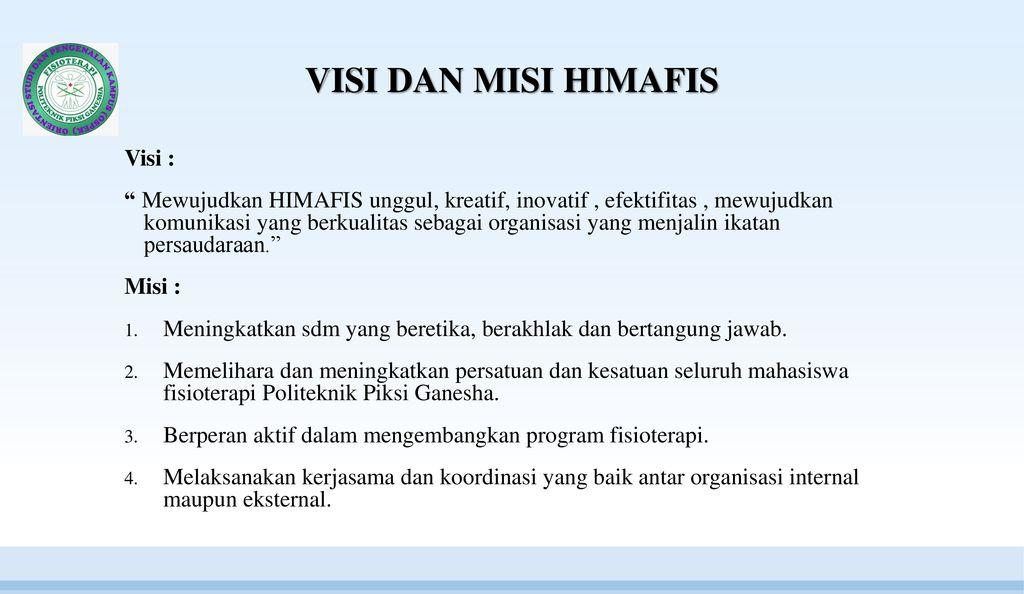 ORIENTASI STUDI DAN PENGENALAN KAMPUS (OSPEK)
FISIOTERAPI
POLITEKNIK PIKSI GANESHA
VISI DAN MISI HIMAFIS
Visi :
“ Mewujudkan HIMAFIS unggul, kreatif, inovatif , efektifitas , mewujudkan
komunikasi yang berkualitas sebagai organisasi yang menjalin ikatan
persaudaraan.”
Misi :
1. Meningkatkan sdm yang beretika, berakhlak dan bertangung jawab.
2. Memelihara dan meningkatkan persatuan dan kesatuan seluruh mahasiswa
fisioterapi Politeknik Piksi Ganesha.
3. Berperan aktif dalam mengembangkan program fisioterapi.
4. Melaksanakan kerjasama dan koordinasi yang baik antar organisasi internal
maupun eksternal.